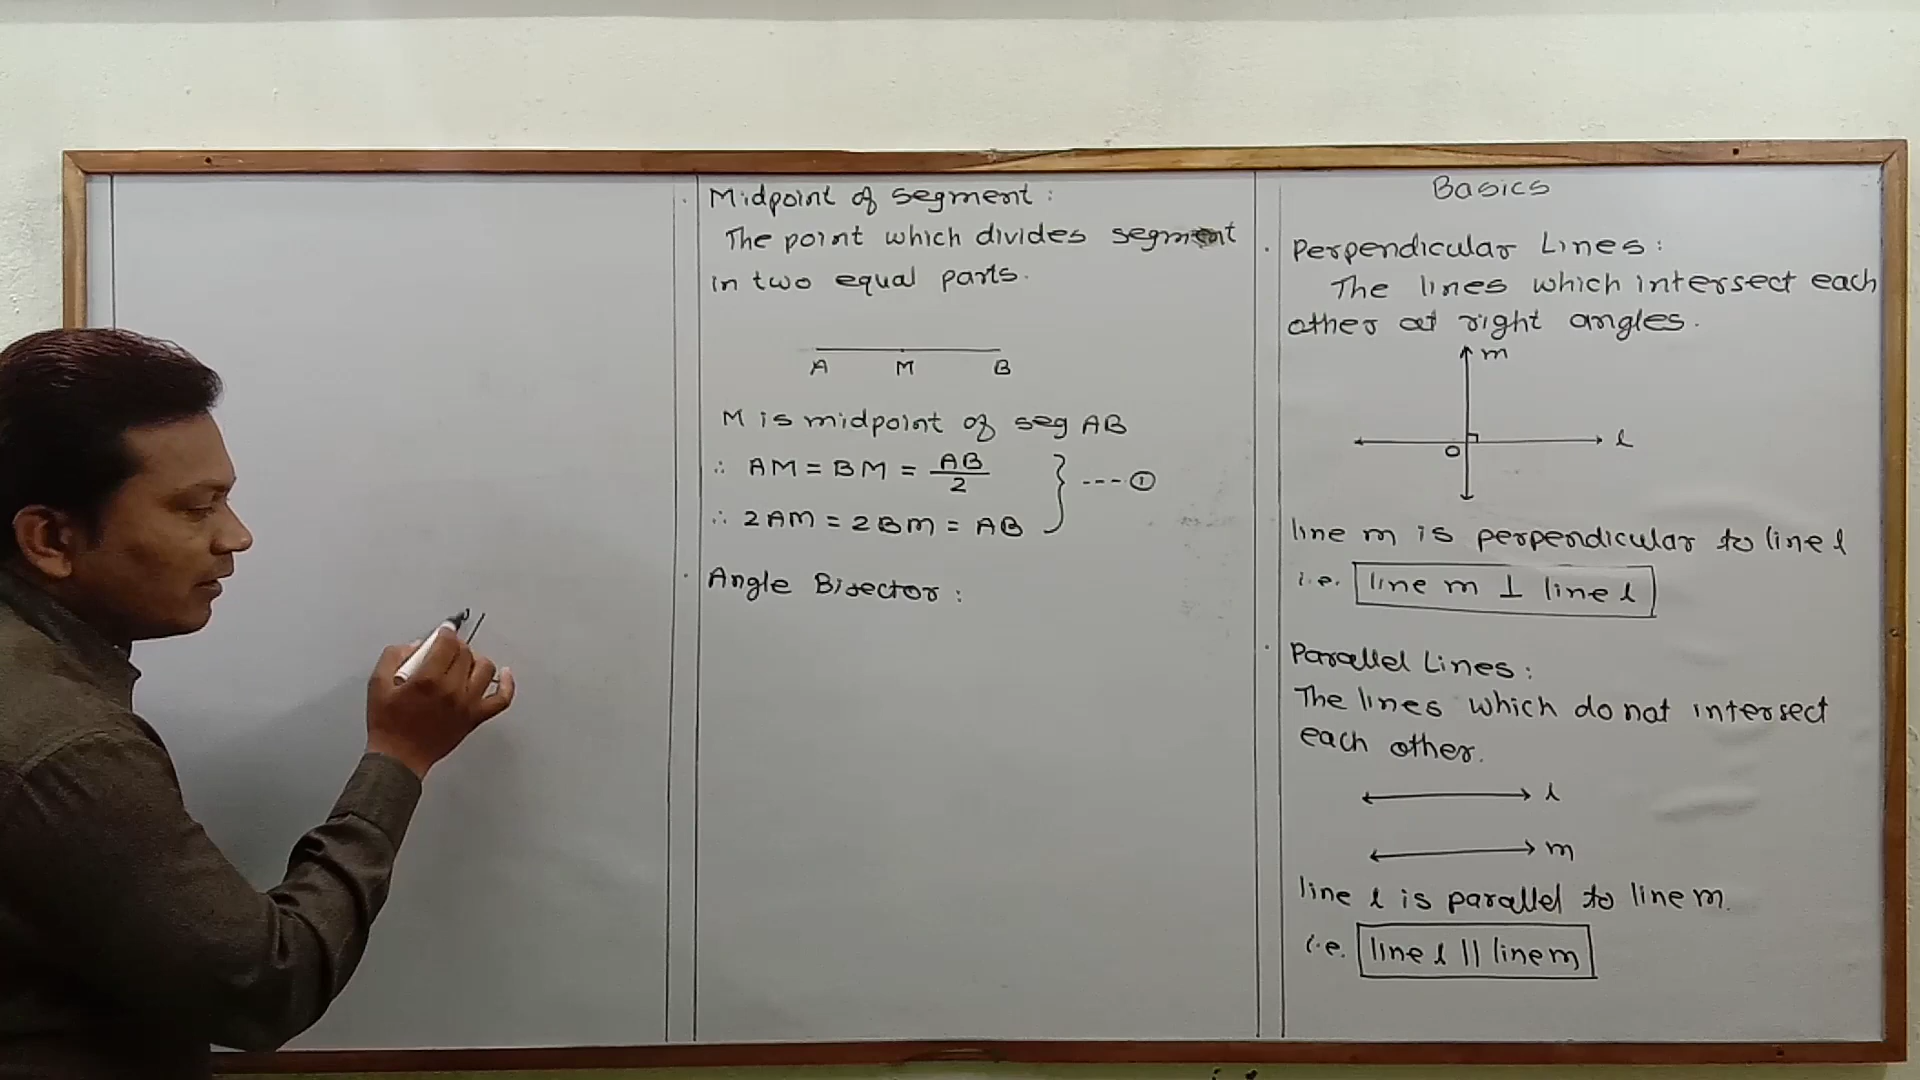 Basics
. Perpendicular Lines:
The lines which intersect each
other at right angles.
m
l
O
line m is perpendicular to line l
i.e. line m ⊥ line l
. Parallel Lines:
The lines which do not intersect
each other.
l
m
line l is parallel to line m.
i.e. line l || line m
. Midpoint of segment:
The point which divides segment
in two equal parts.
A M B
M is midpoint of seg AB
∴ AM = BM = AB/2
∴ 2AM = 2BM = AB } ---- ①
. Angle Bisector: